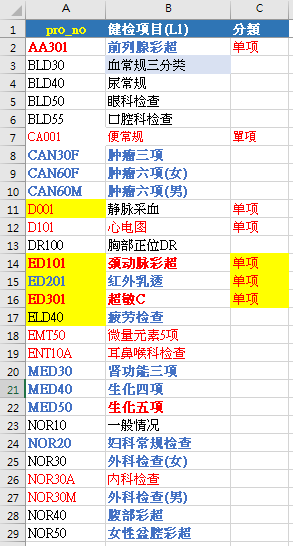 A B C
1 pro_no 健检项目(L1) 分類
2 AA301 前列腺彩超 单项
3 BLD30 血常规三分类
4 BLD40 尿常规
5 BLD50 眼科检查
6 BLD55 口腔科检查
7 CA001 便常规 單項
8 CAN30F 肿瘤三項
9 CAN60F 肿瘤六項(女)
10 CAN60M 肿瘤六項(男)
11 D001 静脉采血 单项
12 D101 心电图 单项
13 DR100 胸部正位DR
14 ED101 颈动脉彩超 单项
15 ED201 红外乳透 单项
16 ED301 超敏C 单项
17 ELD40 疲劳检查
18 EMT50 微量元素5项
19 ENT10A 耳鼻喉科检查
20 MED30 肾功能三项
21 MED40 生化四项
22 MED50 生化五项
23 NOR10 一般情况
24 NOR20 妇科常规检查
25 NOR30 外科检查(女)
26 NOR30A 内科检查
27 NOR30M 外科检查(男)
28 NOR40 腹部彩超
29 NOR50 女性盆腔彩超